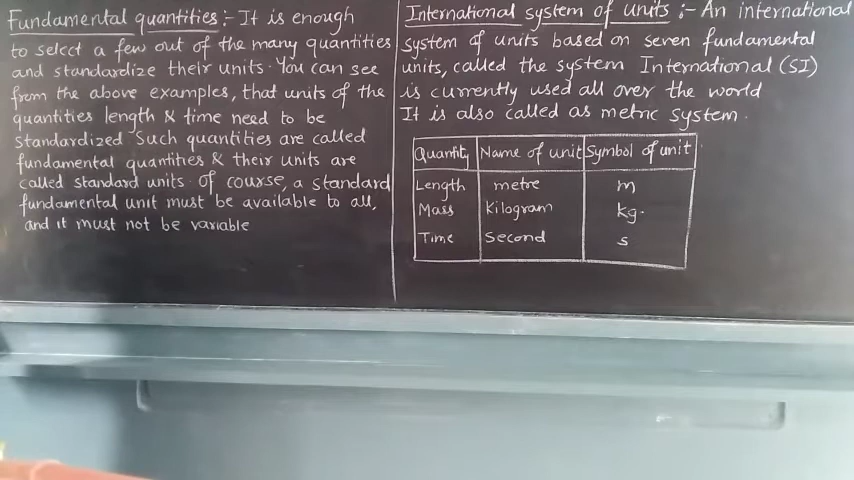 Fundamental quantities :- It is enough
to select a few out of the many quantities
and standardize their units. You can see
from the above examples, that units of the
quantities length & time need to be
standardized Such quantities are called
fundamental quantities & their units are
called standard units. Of course, a standard
fundamental unit must be available to all,
and it must not be variable
International system of units :- An international
system of units based on seven fundamental
units, called the system International (SI)
is currently used all over the world
It is also called as metric system.
Quantity Name of unit Symbol of unit
Length metre m
Mass Kilogram kg.
Time Second s